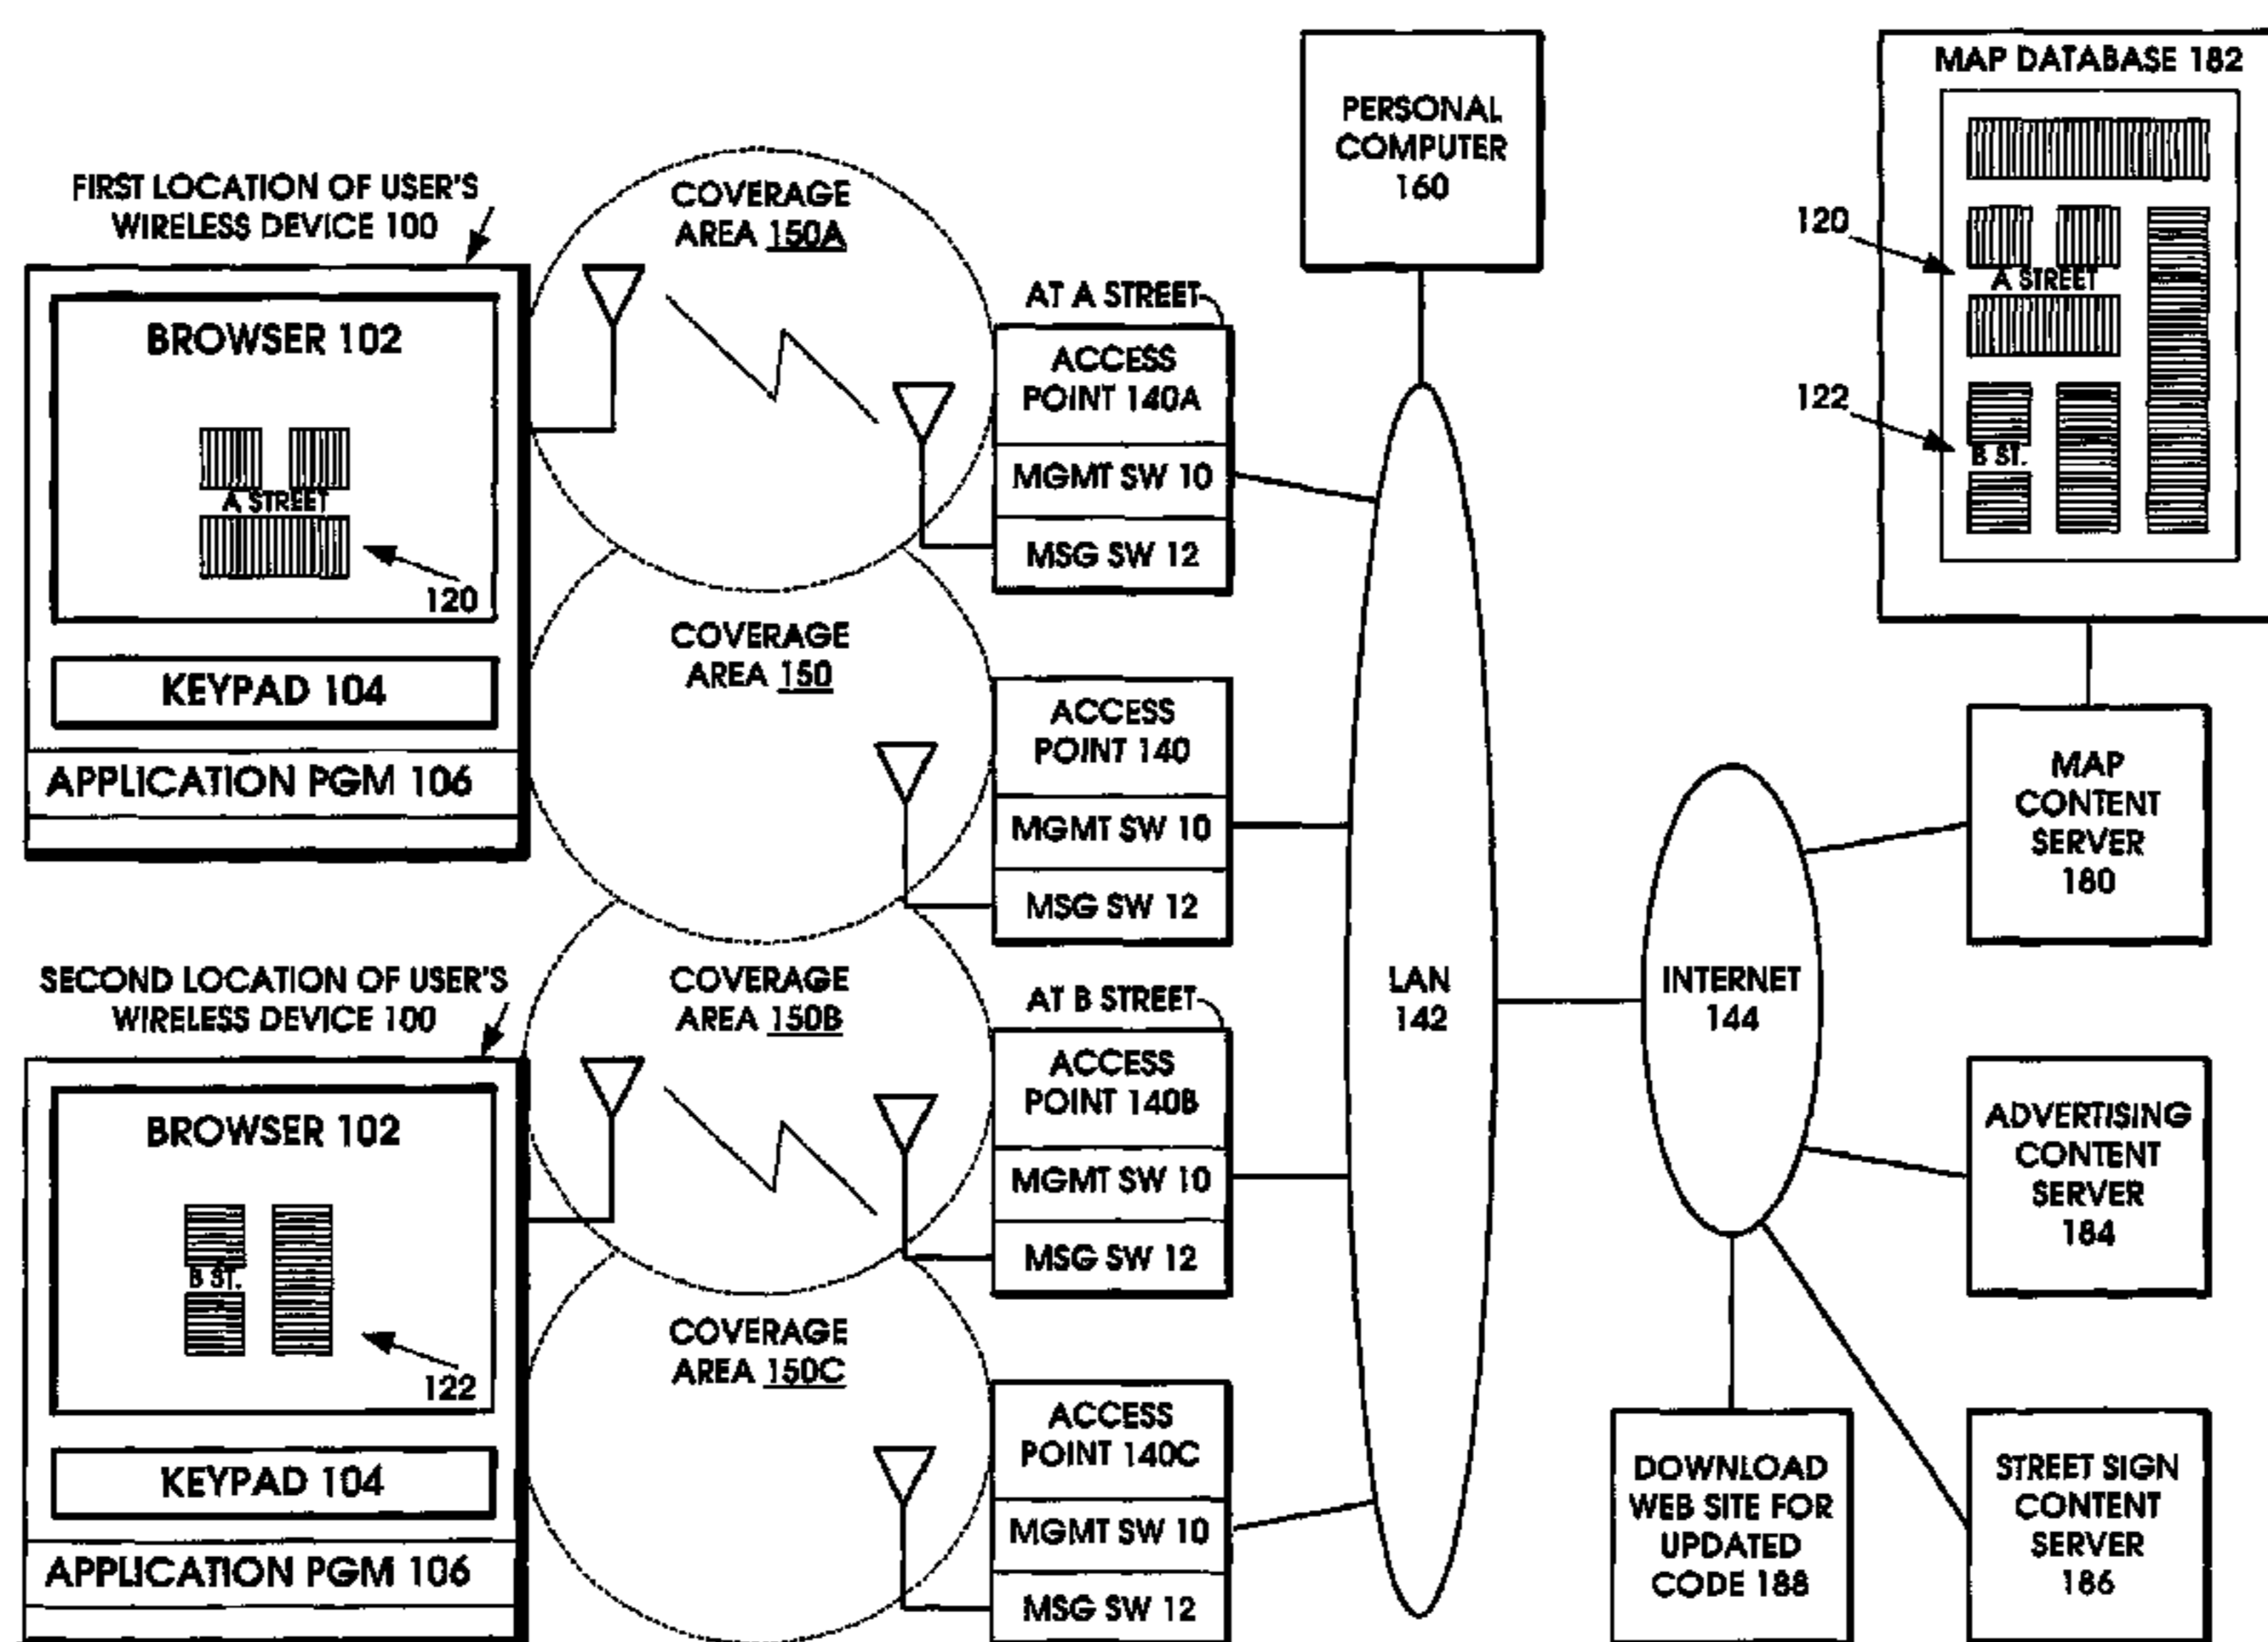 FIRST LOCATION OF USER'S
WIRELESS DEVICE 100
BROWSER 102
A STREET
120
KEYPAD 104
APPLICATION PGM 106
SECOND LOCATION OF USER'S
WIRELESS DEVICE 100
BROWSER 102
B ST.
122
KEYPAD 104
APPLICATION PGM 106
COVERAGE
AREA 150A
COVERAGE
AREA 150
COVERAGE
AREA 150B
COVERAGE
AREA 150C
AT A STREET
ACCESS
POINT 140A
MGMT SW 10
MSG SW 12
ACCESS
POINT 140
MGMT SW 10
MSG SW 12
AT B STREET
ACCESS
POINT 140B
MGMT SW 10
MSG SW 12
ACCESS
POINT 140C
MGMT SW 10
MSG SW 12
PERSONAL
COMPUTER
160
LAN
142
INTERNET
144
MAP DATABASE 182
120
A STREET
122
B ST.
MAP
CONTENT
SERVER
180
ADVERTISING
CONTENT
SERVER
184
DOWNLOAD
WEB SITE FOR
UPDATED
CODE 188
STREET SIGN
CONTENT
SERVER
186